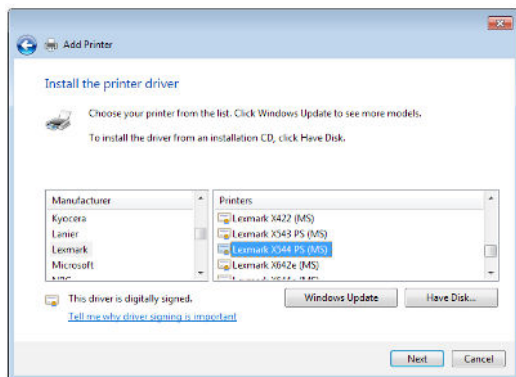 Add Printer
Install the printer driver
Choose your printer from the list. Click Windows Update to see more models.
To install the driver from an installation CD, click Have Disk.
Manufacturer
Kyocera
Lanier
Lexmark
Microsoft
Printers
Lexmark X422 (MS)
Lexmark X543 PS (MS)
Lexmark X544 PS (MS)
Lexmark X642e (MS)
This driver is digitally signed.
Tell me why driver signing is important
Windows Update
Have Disk...
Next
Cancel